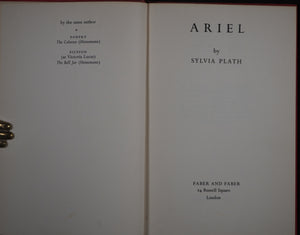 by the same author
*
POETRY
The Colossus (Heinemann)
FICTION
(as Victoria Lucas)
The Bell Jar (Heinemann)
ARIEL
by
SYLVIA PLATH
FABER AND FABER
24 Russell Square
London